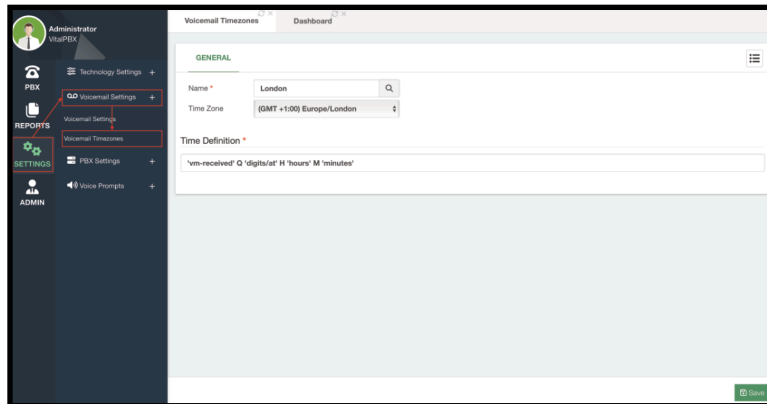 Administrator
VitalPBX
PBX
REPORTS
SETTINGS
ADMIN
Technology Settings +
Voicemail Settings +
Voicemail Settings
Voicemail Timezones
PBX Settings +
Voice Prompts +
Voicemail Timezones
Dashboard
GENERAL
Name * London
Time Zone (GMT +1:00) Europe/London
Time Definition *
'vm-received' Q 'digits/at' H 'hours' M 'minutes'
Save